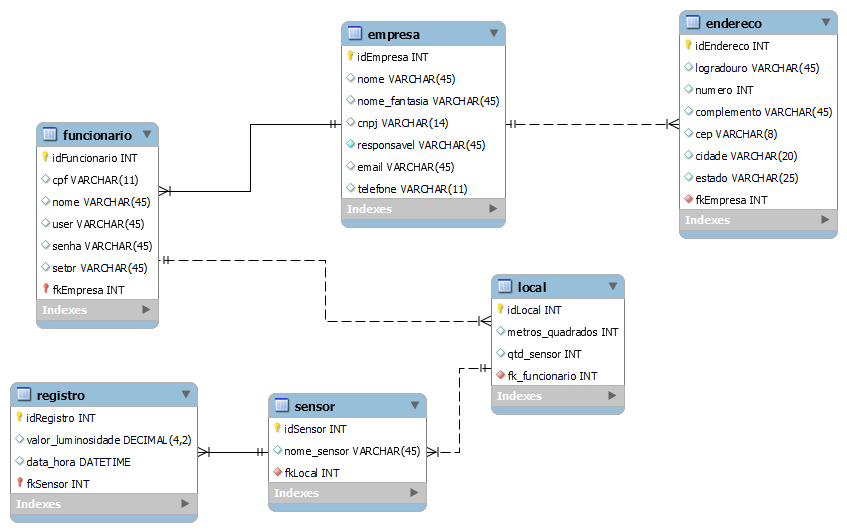 empresa
idEmpresa INT
nome VARCHAR(45)
nome_fantasia VARCHAR(45)
cnpj VARCHAR(14)
responsavel VARCHAR(45)
email VARCHAR(45)
telefone VARCHAR(11)
Indexes
endereco
idEndereco INT
logradouro VARCHAR(45)
numero INT
complemento VARCHAR(45)
cep VARCHAR(8)
cidade VARCHAR(20)
estado VARCHAR(25)
fkEmpresa INT
Indexes
funcionario
idFuncionario INT
cpf VARCHAR(11)
nome VARCHAR(45)
user VARCHAR(45)
senha VARCHAR(45)
setor VARCHAR(45)
fkEmpresa INT
Indexes
local
idLocal INT
metros_quadrados INT
qtd_sensor INT
fk_funcionario INT
Indexes
registro
idRegistro INT
valor_luminosidade DECIMAL(4,2)
data_hora DATETIME
fkSensor INT
Indexes
sensor
idSensor INT
nome_sensor VARCHAR(45)
fkLocal INT
Indexes